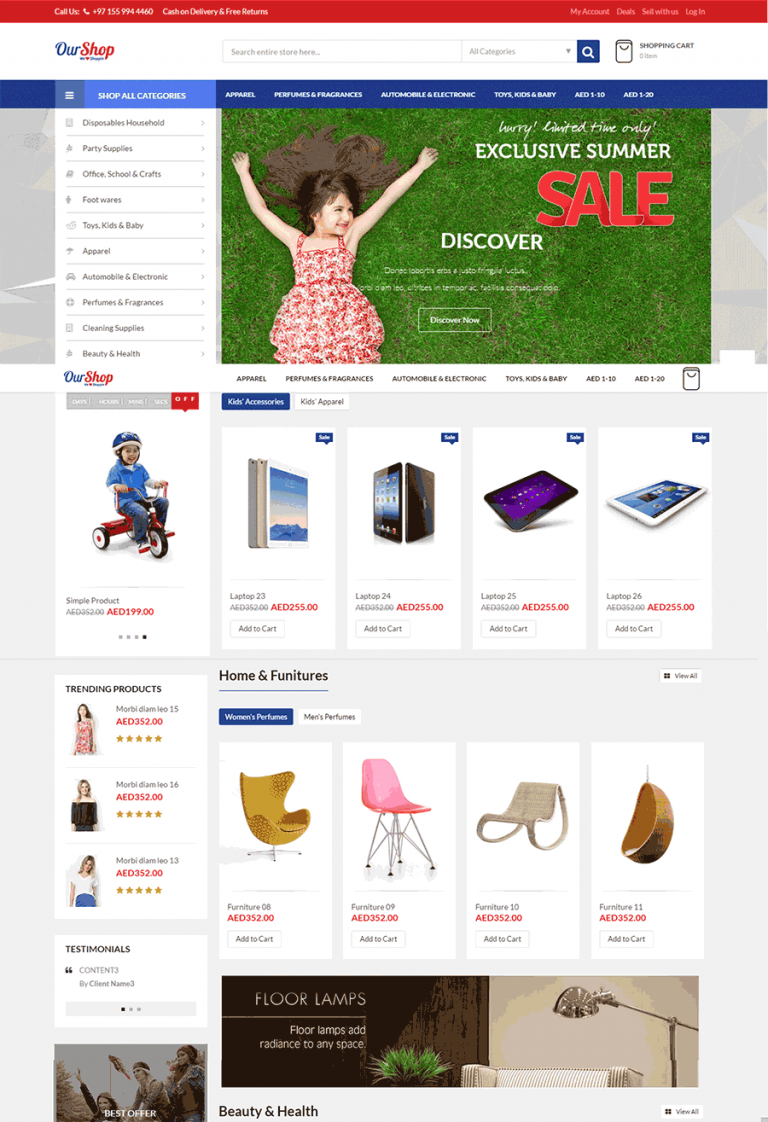 Call Us: +97 155 994 4460 Cash on Delivery & Free Returns My Account Deals Sell with us Log In
OurShop
Search entire store here... All Categories
SHOPPING CART
0 item
SHOP ALL CATEGORIES APPAREL PERFUMES & FRAGRANCES AUTOMOBILE & ELECTRONIC TOYS, KIDS & BABY AED 1-10 AED 1-20
Disposables Household
Party Supplies
Office, School & Crafts
Foot wares
Toys, Kids & Baby
Apparel
Automobile & Electronic
Perfumes & Fragrances
Cleaning Supplies
Beauty & Health
hurry! limited time only!
EXCLUSIVE SUMMER
SALE
DISCOVER
Donec lobortis eros a justo fringila luctus.
diam leo, ultrices in tempor ac, facilisis consequat
Discover Now
OurShop APPAREL PERFUMES & FRAGRANCES AUTOMOBILE & ELECTRONIC TOYS, KIDS & BABY AED 1-10 AED 1-20
DAYS HOURS MINS SECS OFF
Simple Product
AED352.00 AED199.00
Kids' Accessories Kids' Apparel
Sale Sale Sale Sale
Laptop 23 Laptop 24 Laptop 25 Laptop 26
AED352.00 AED255.00 AED352.00 AED255.00 AED352.00 AED255.00 AED352.00 AED255.00
Add to Cart Add to Cart Add to Cart Add to Cart
TRENDING PRODUCTS
Morbi diam leo 15
AED352.00
Morbi diam leo 16
AED352.00
Morbi diam leo 13
AED352.00
TESTIMONIALS
CONTENT3
By Client Name3
BEST OFFER
Home & Funitures View All
Women's Perfumes Men's Perfumes
Furniture 08 Furniture 09 Furniture 10 Furniture 11
AED352.00 AED352.00 AED352.00 AED352.00
Add to Cart Add to Cart Add to Cart Add to Cart
FLOOR LAMPS
Floor lamps add
radiance to any space.
Beauty & Health View All